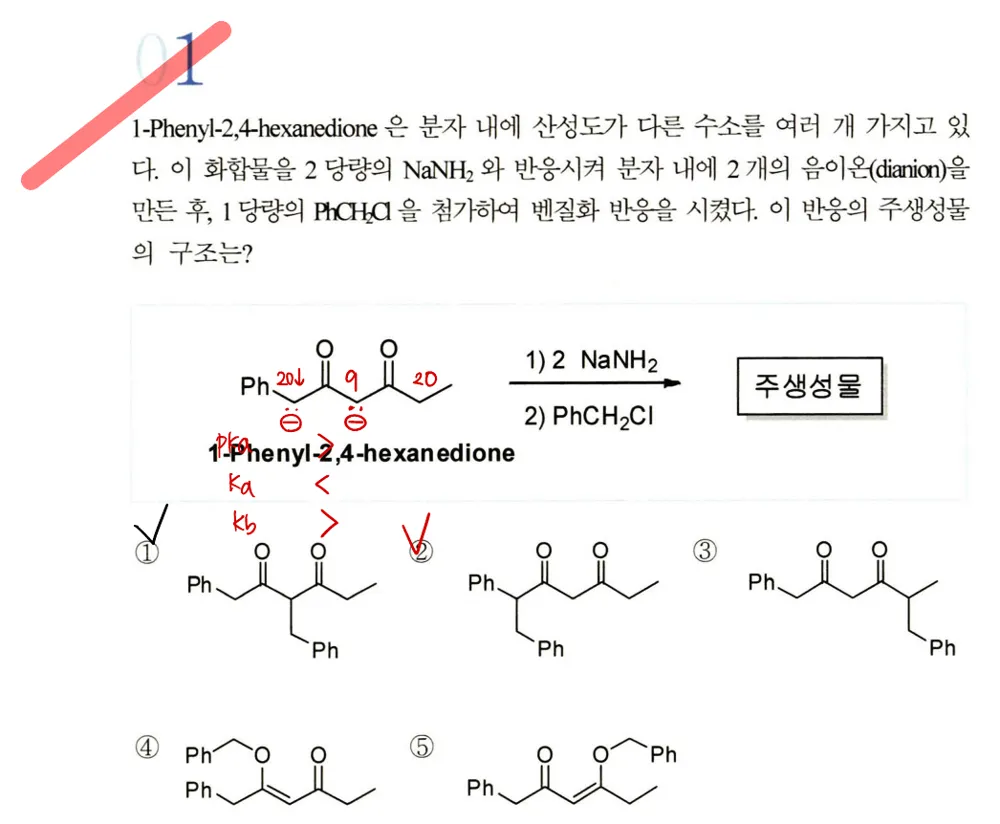 01
1-Phenyl-2,4-hexanedione 은 분자 내에 산성도가 다른 수소를 여러 개 가지고 있
다. 이 화합물을 2 당량의 NaNH₂ 와 반응시켜 분자 내에 2 개의 음이온(dianion)을
만든 후, 1 당량의 PhCH₂Cl 을 첨가하여 벤질화 반응을 시켰다. 이 반응의 주생성물
의 구조는?
O O
Ph 20↓ 9 20
⊖ ⊖
1) 2 NaNH₂
2) PhCH₂Cl
주생성물
pKa >
1-Phenyl-2,4-hexanedione
Ka <
Kb >
① Ph O O Ph
② Ph O O Ph
③ Ph O O Ph
④ Ph O O Ph
⑤ Ph O O Ph